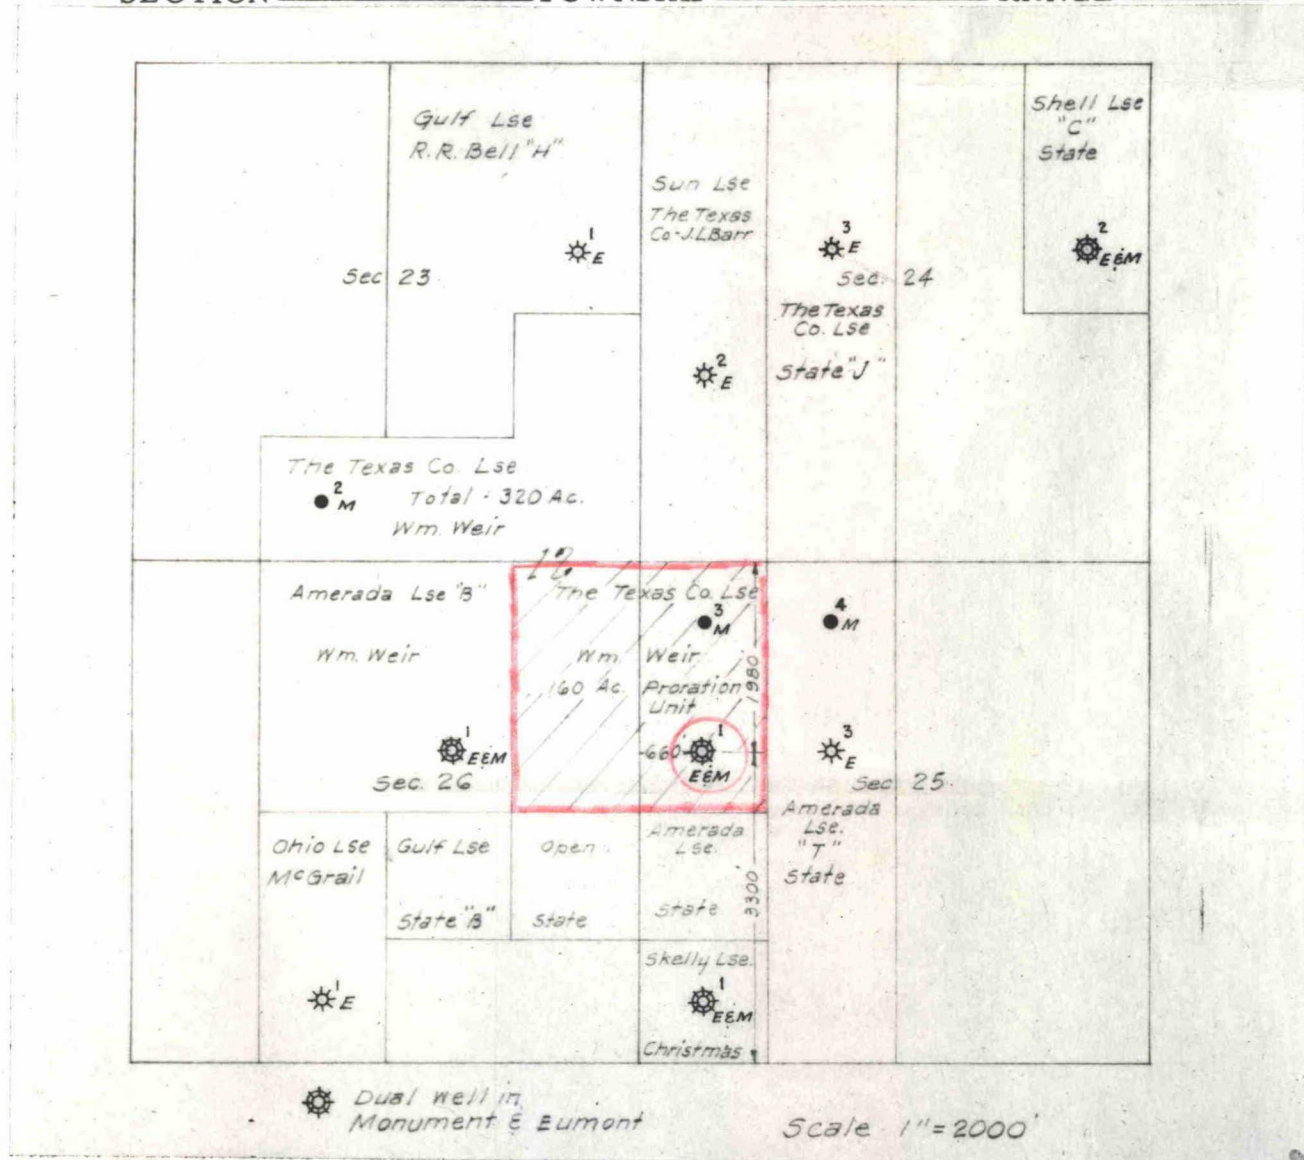 SECTION TOWNSHIP RANGE
Gulf Lse
R.R. Bell "H"
Shell Lse
"C"
State
Sun Lse
The Texas
Co-J.L.Barr
1
E
3
E
2
E&M
Sec 23
Sec. 24
The Texas
Co. Lse
State "J"
2
E
The Texas Co. Lse
Total - 320 Ac.
Wm. Weir
2
M
12
Amerada Lse "B"
Wm. Weir
The Texas Co. Lse
3
M
4
M
Wm. Weir
160 Ac. Proration
Unit
1980'
660'
1
E&M
1
E&M
3
E
Sec. 26
Sec. 25
Ohio Lse
McGrail
Gulf Lse
State "B"
Open
State
Amerada
Lse.
State
3300'
Amerada
Lse.
"T"
State
Skelly Lse.
1
E
1
E&M
Christmas
Dual Well in
Monument & Eumont
Scale 1"=2000'